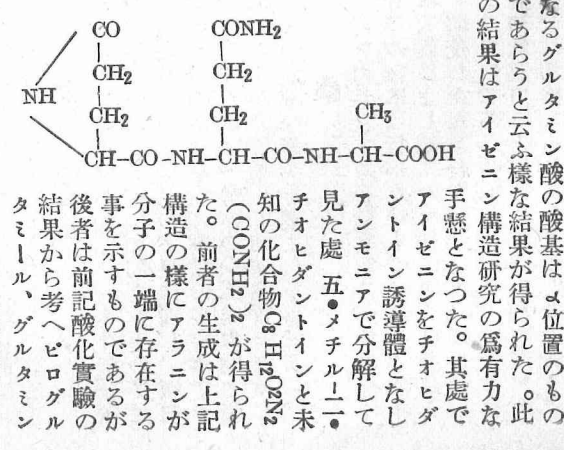 なるグルタミン酸の酸基はα位置のもの
であらうと云ふ様な結果が得られた。此
の結果はアイゼニン構造研究の爲有力な
CO CONH2
CH2 CH2
NH
CH2 CH2 CH3
CH-CO-NH-CH-CO-NH-CH-COOH
手懸となつた。其處で
アイゼニンをチオヒダ
ントイン誘導體となし
アンモニアで分解して
見た處 五●メチル―二●
チオヒダントインと未
知の化合物C8H12O2N2
(CONH2)2が得られ
た。前者の生成は上記
構造の様にアラニンが
分子の一端に存在する
事を示すものであるが
後者は前記酸化實驗の
結果から考へピログル
タミール、グルタミン